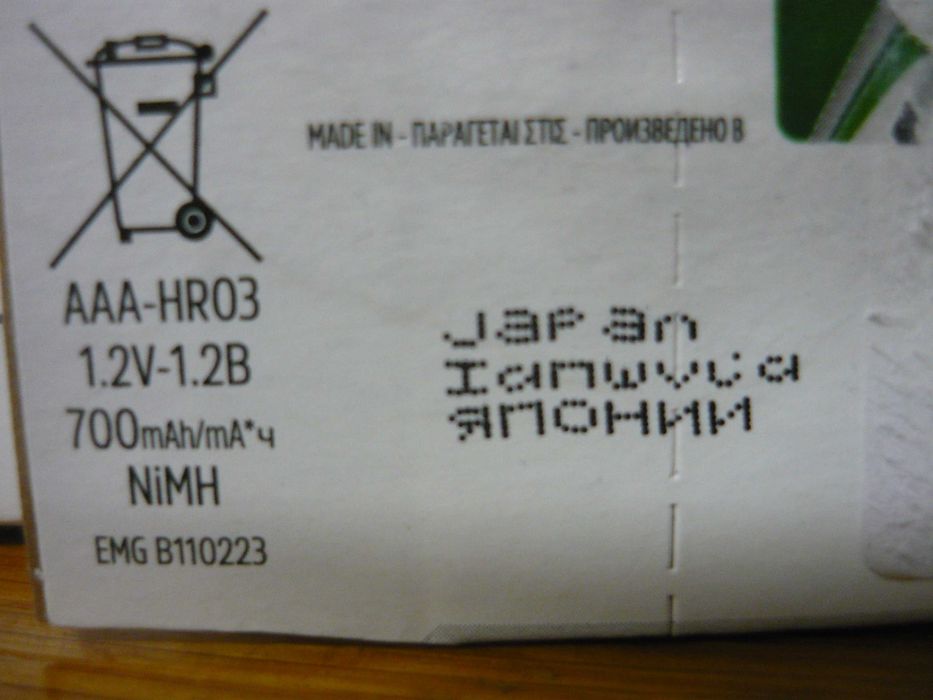 MADE IN - ΠΑΡΑΓΕΤΑΙ ΣΤΙΣ - ПРОИЗВЕДЕНО В
AAA-HR03
1.2V-1.2B
700mAh/mA*ч
NiMH
EMG B110223
Japan
Ιαπωνία
ЯПОНИИ